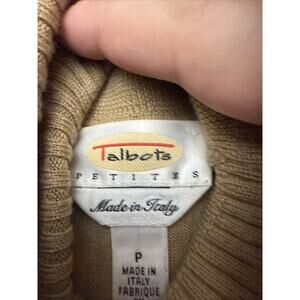 Talbots
PETITES
Made in Italy
P
MADE IN
ITALY
FABRIQUE